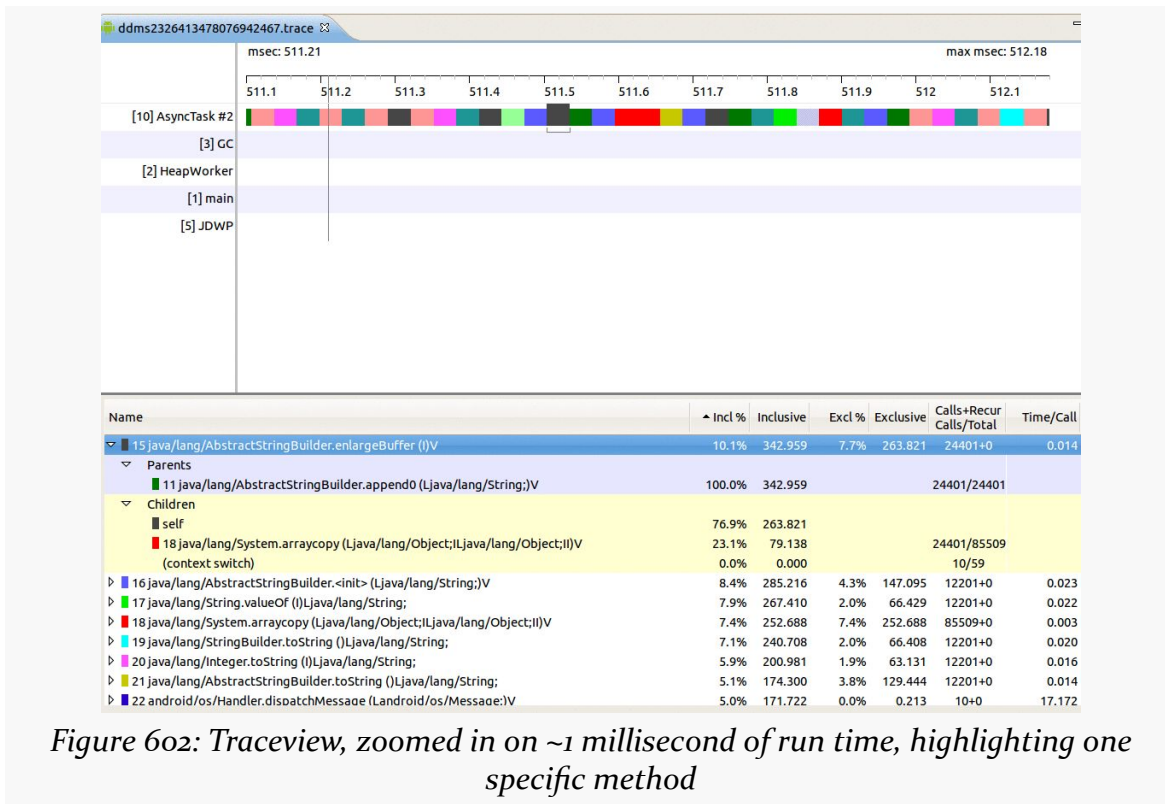 ddms2326413478076942467.trace
msec: 511.21 max msec: 512.18
511.1 511.2 511.3 511.4 511.5 511.6 511.7 511.8 511.9 512 512.1
[10] AsyncTask #2
[3] GC
[2] HeapWorker
[1] main
[5] JDWP
Name Incl % Inclusive Excl % Exclusive Calls+Recur Calls/Total Time/Call
15 java/lang/AbstractStringBuilder.enlargeBuffer (I)V 10.1% 342.959 7.7% 263.821 24401+0 0.014
Parents
11 java/lang/AbstractStringBuilder.append0 (Ljava/lang/String;)V 100.0% 342.959 24401/24401
Children
self 76.9% 263.821
18 java/lang/System.arraycopy (Ljava/lang/Object;ILjava/lang/Object;II)V 23.1% 79.138 24401/85509
(context switch) 0.0% 0.000 10/59
16 java/lang/AbstractStringBuilder.<init> (Ljava/lang/String;)V 8.4% 285.216 4.3% 147.095 12201+0 0.023
17 java/lang/String.valueOf (I)Ljava/lang/String; 7.9% 267.410 2.0% 66.429 12201+0 0.022
18 java/lang/System.arraycopy (Ljava/lang/Object;ILjava/lang/Object;II)V 7.4% 252.688 7.4% 252.688 85509+0 0.003
19 java/lang/StringBuilder.toString ()Ljava/lang/String; 7.1% 240.708 2.0% 66.408 12201+0 0.020
20 java/lang/Integer.toString (I)Ljava/lang/String; 5.9% 200.981 1.9% 63.131 12201+0 0.016
21 java/lang/AbstractStringBuilder.toString ()Ljava/lang/String; 5.1% 174.300 3.8% 129.444 12201+0 0.014
22 android/os/Handler.dispatchMessage (Landroid/os/Message;)V 5.0% 171.722 0.0% 0.213 10+0 17.172
Figure 602: Traceview, zoomed in on ~1 millisecond of run time, highlighting one
specific method